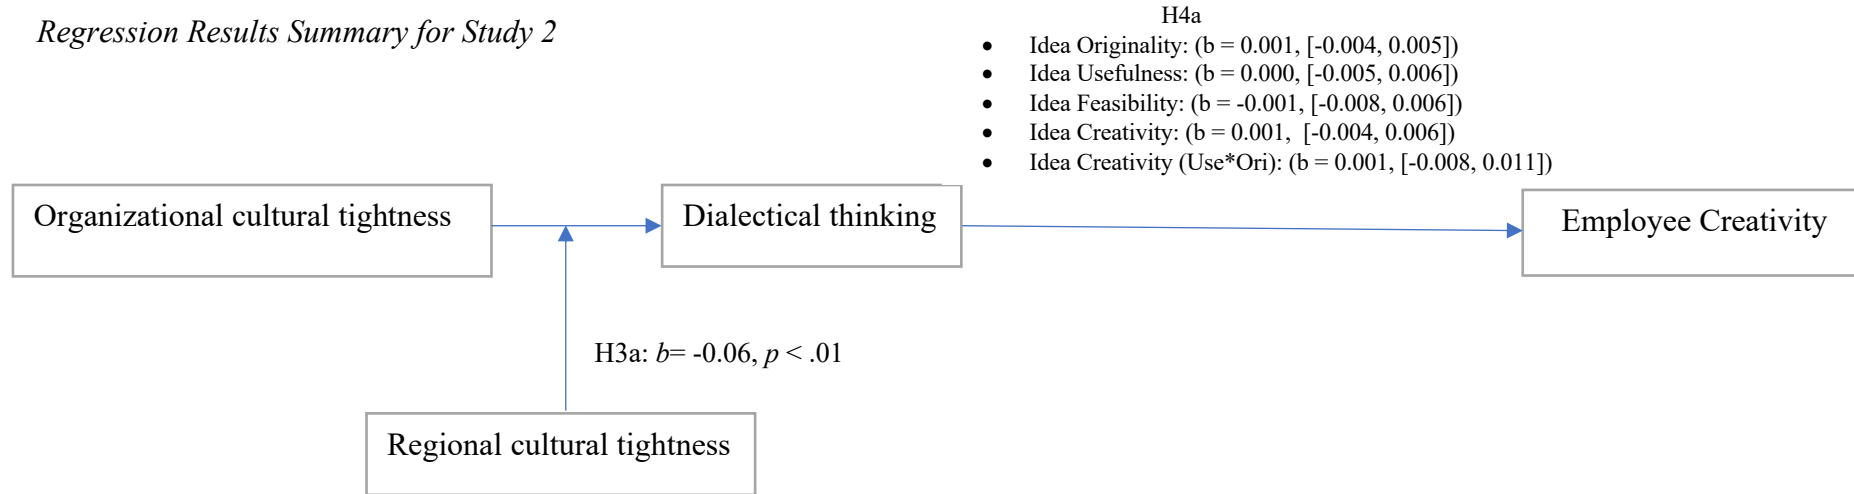 Regression Results Summary for Study 2
H4a
• Idea Originality: (b = 0.001, [-0.004, 0.005])
• Idea Usefulness: (b = 0.000, [-0.005, 0.006])
• Idea Feasibility: (b = -0.001, [-0.008, 0.006])
• Idea Creativity: (b = 0.001,  [-0.004, 0.006])
• Idea Creativity (Use*Ori): (b = 0.001, [-0.008, 0.011])
Organizational cultural tightness
Dialectical thinking
Employee Creativity
H3a: b= -0.06, p < .01
Regional cultural tightness